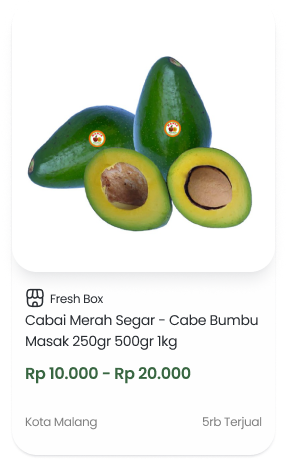 Fresh Box
Cabai Merah Segar - Cabe Bumbu
Masak 250gr 500gr 1kg
Rp 10.000 - Rp 20.000
Kota Malang
5rb Terjual